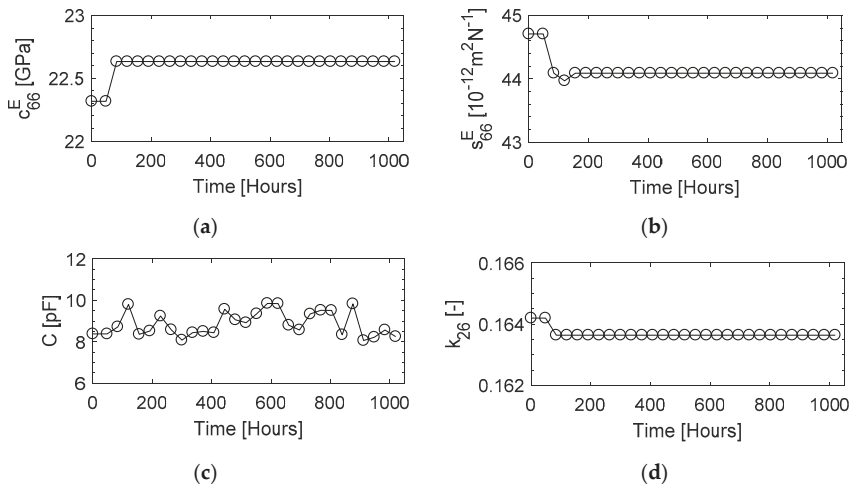 23
22.5
22
c^E_66 [GPa]
0 200 400 600 800 1000
Time [Hours]
(a)
45
44
43
s^E_66 [10^-12 m^2 N^-1]
0 200 400 600 800 1000
Time [Hours]
(b)
12
10
8
6
C [pF]
0 200 400 600 800 1000
Time [Hours]
(c)
0.166
0.164
0.162
k_26 [-]
0 200 400 600 800 1000
Time [Hours]
(d)